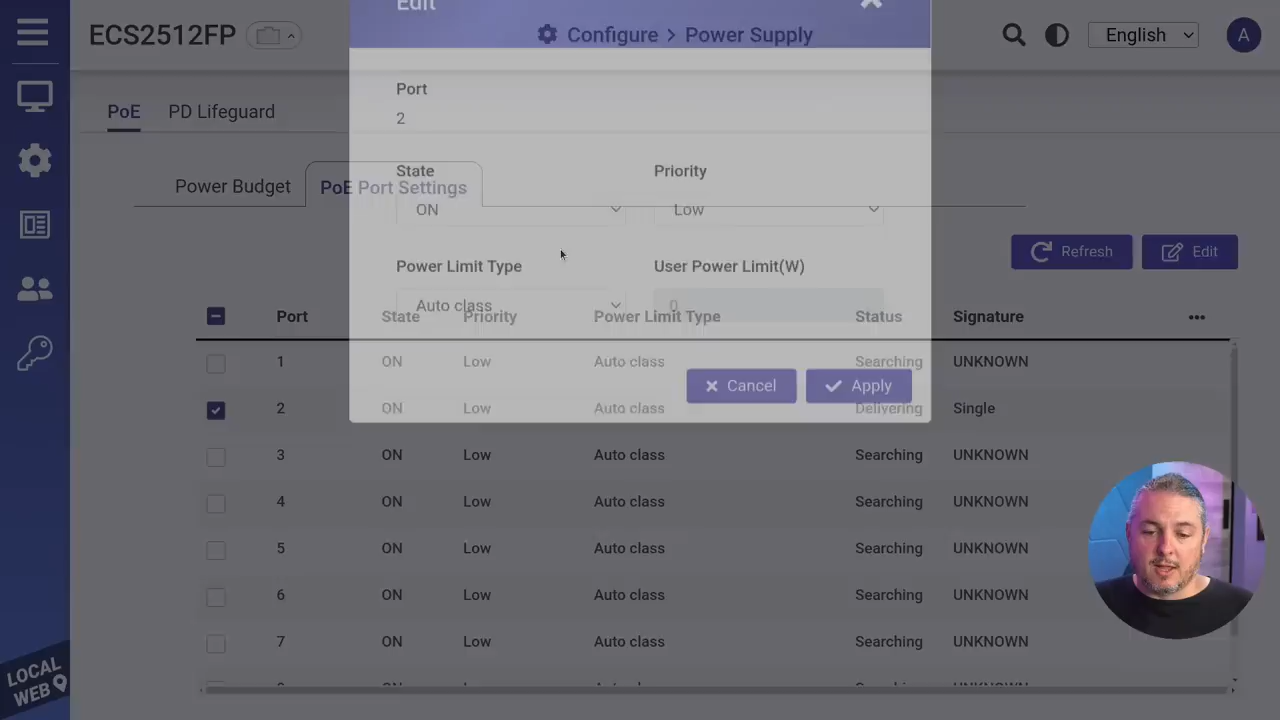 Edit
ECS2512FP
Configure > Power Supply
English
A
PoE
PD Lifeguard
Port
2
Power Budget
PoE Port Settings
State
Priority
ON
Low
Refresh
Edit
Power Limit Type
User Power Limit(W)
Auto class
0
Port
State
Priority
Power Limit Type
Status
Signature
1
ON
Low
Auto class
Searching
UNKNOWN
Cancel
Apply
2
ON
Low
Auto class
Delivering
Single
3
ON
Low
Auto class
Searching
UNKNOWN
4
ON
Low
Auto class
Searching
UNKNOWN
5
ON
Low
Auto class
Searching
UNKNOWN
6
ON
Low
Auto class
Searching
UNKNOWN
7
ON
Low
Auto class
Searching
UNKNOWN
LOCAL
WEB